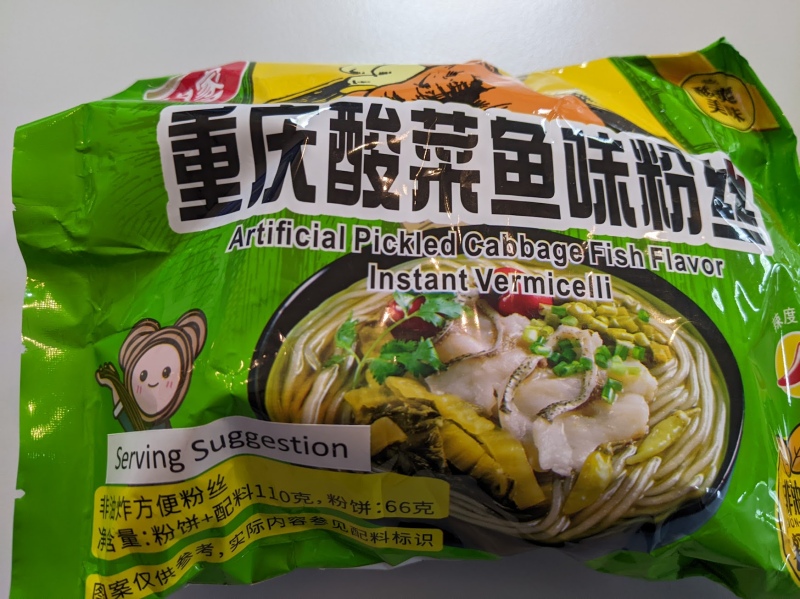 重庆酸菜鱼味粉丝
Artificial Pickled Cabbage Fish Flavor
Instant Vermicelli
Serving Suggestion
非油炸方便粉丝
净含量:粉饼+配料110克,粉饼:66克
图案仅供参考,实际内容参见配料标识